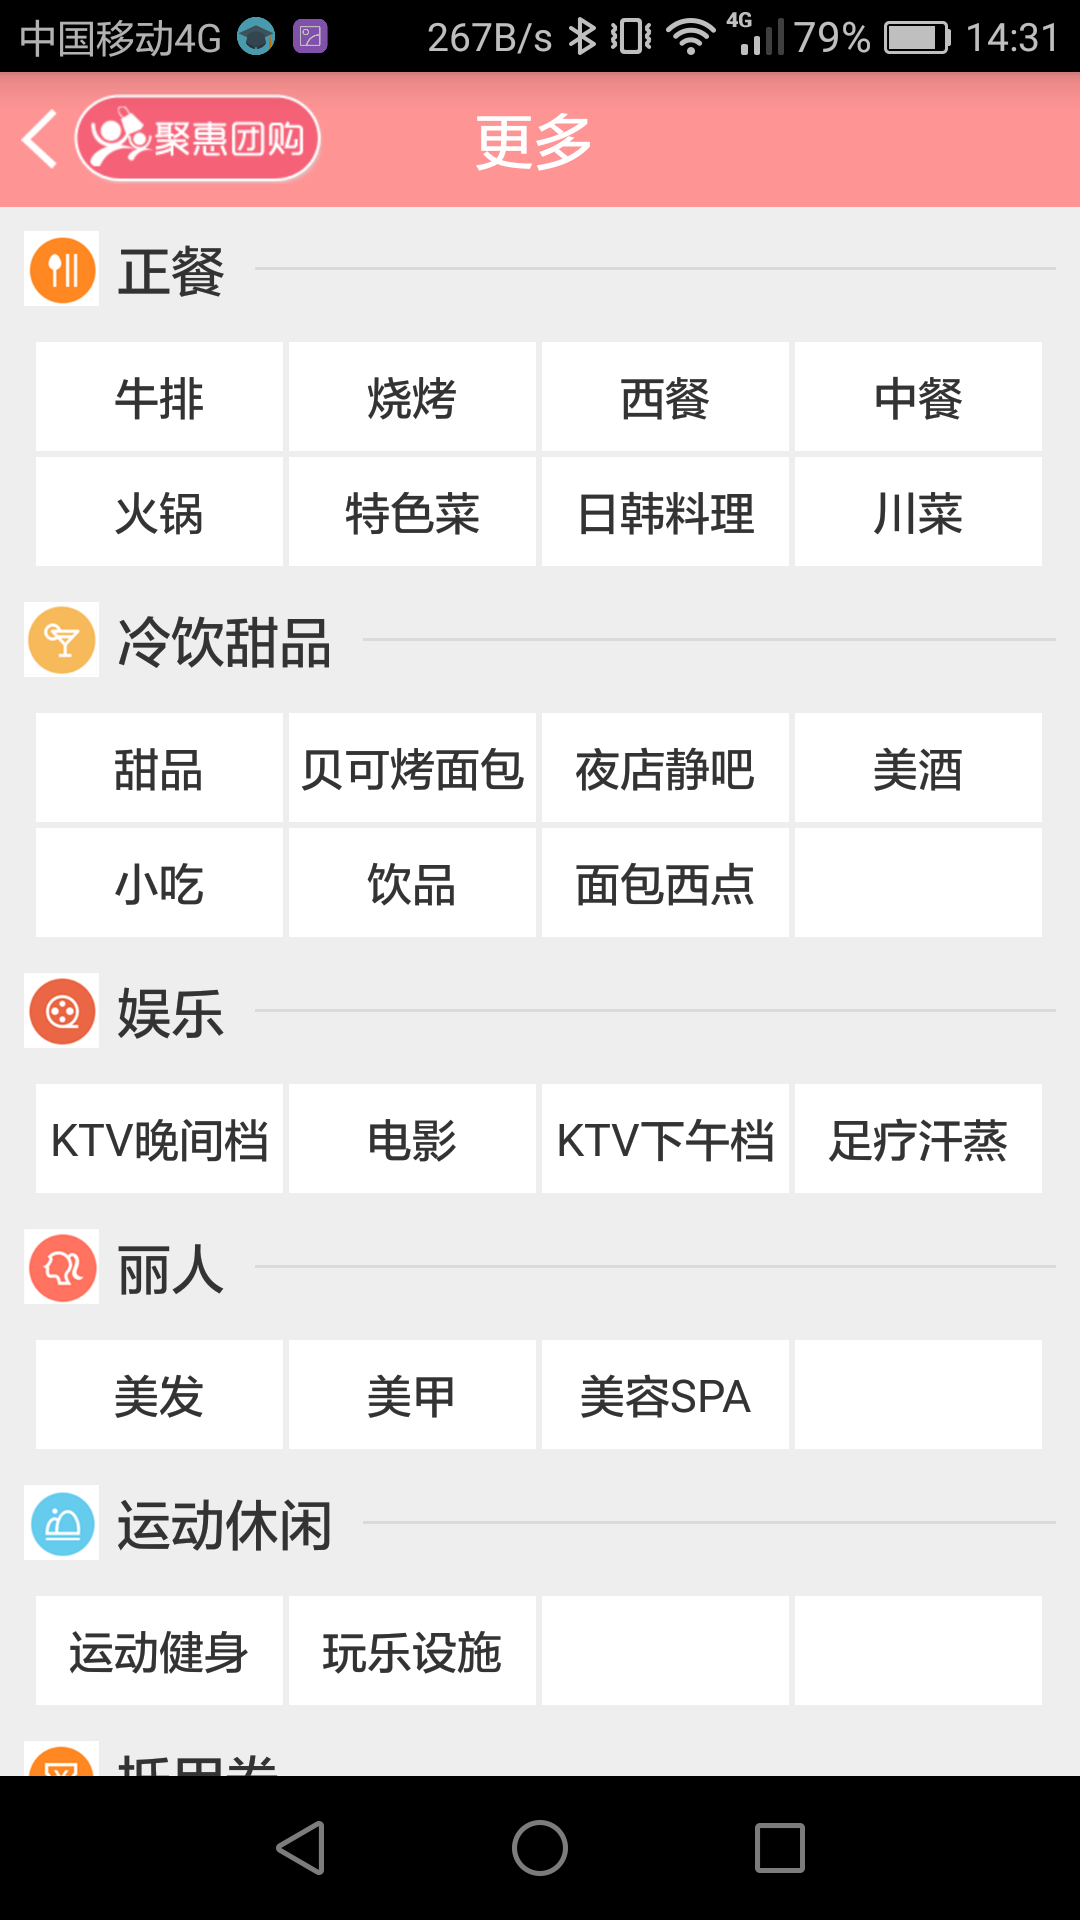 中国移动4G 267B/s 4G 79% 14:31
聚惠团购 更多
正餐
牛排 烧烤 西餐 中餐
火锅 特色菜 日韩料理 川菜
冷饮甜品
甜品 贝可烤面包 夜店静吧 美酒
小吃 饮品 面包西点
娱乐
KTV晚间档 电影 KTV下午档 足疗汗蒸
丽人
美发 美甲 美容SPA
运动休闲
运动健身 玩乐设施